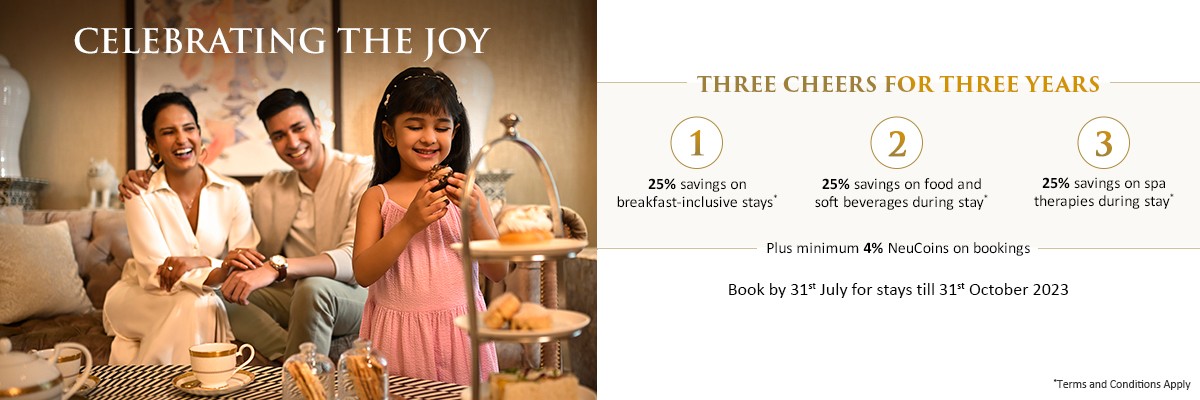 CELEBRATING THE JOY
THREE CHEERS FOR THREE YEARS
1
25% savings on
breakfast-inclusive stays*
2
25% savings on food and
soft beverages during stay*
3
25% savings on spa
therapies during stay*
Plus minimum 4% NeuCoins on bookings
Book by 31st July for stays till 31st October 2023
*Terms and Conditions Apply